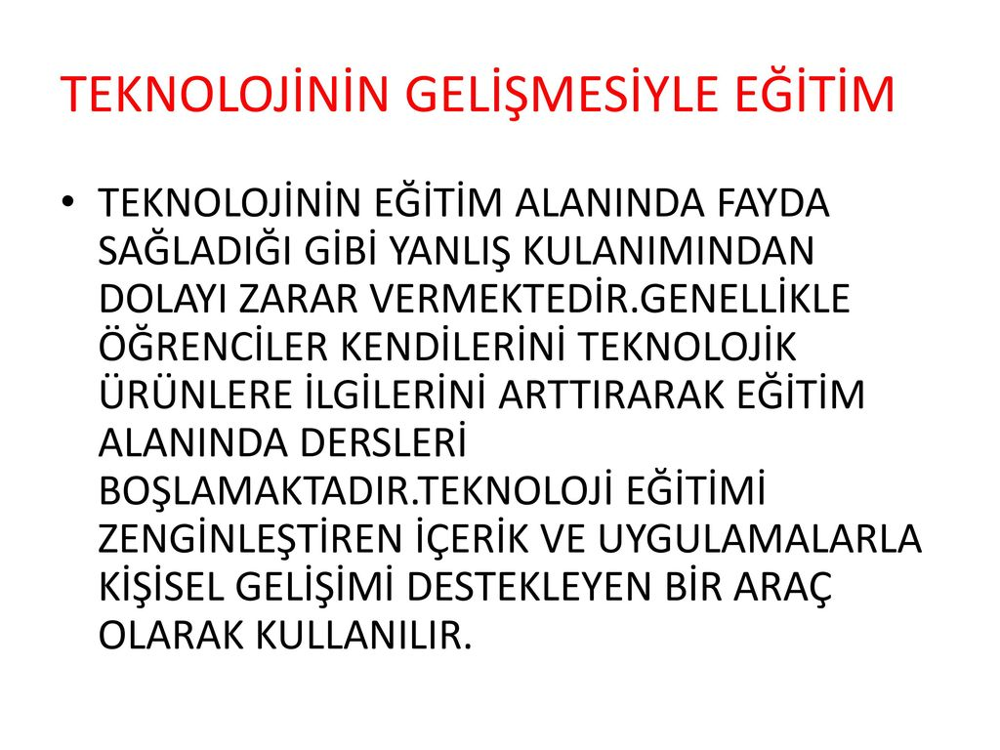 TEKNOLOJİNİN GELİŞMESİYLE EĞİTİM
• TEKNOLOJİNİN EĞİTİM ALANINDA FAYDA
SAĞLADIĞI GİBİ YANLIŞ KULANIMINDAN
DOLAYI ZARAR VERMEKTEDİR.GENELLİKLE
ÖĞRENCİLER KENDİLERİNİ TEKNOLOJİK
ÜRÜNLERE İLGİLERİNİ ARTTIRARAK EĞİTİM
ALANINDA DERSLERİ
BOŞLAMAKTADIR.TEKNOLOJİ EĞİTİMİ
ZENGİNLEŞTİREN İÇERİK VE UYGULAMALARLA
KİŞİSEL GELİŞİMİ DESTEKLEYEN BİR ARAÇ
OLARAK KULLANILIR.